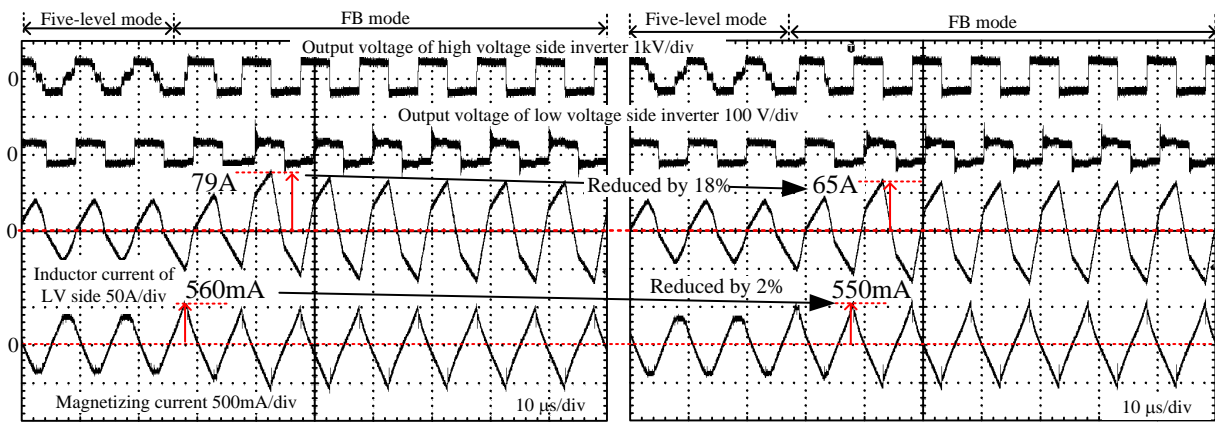 Five-level mode
FB mode
Five-level mode
FB mode
Output voltage of high voltage side inverter 1kV/div
0
Output voltage of low voltage side inverter 100 V/div
0
79A
Reduced by 18%
65A
0
Inductor current of
LV side 50A/div
560mA
Reduced by 2%
550mA
0
Magnetizing current 500mA/div
10 μs/div
10 μs/div